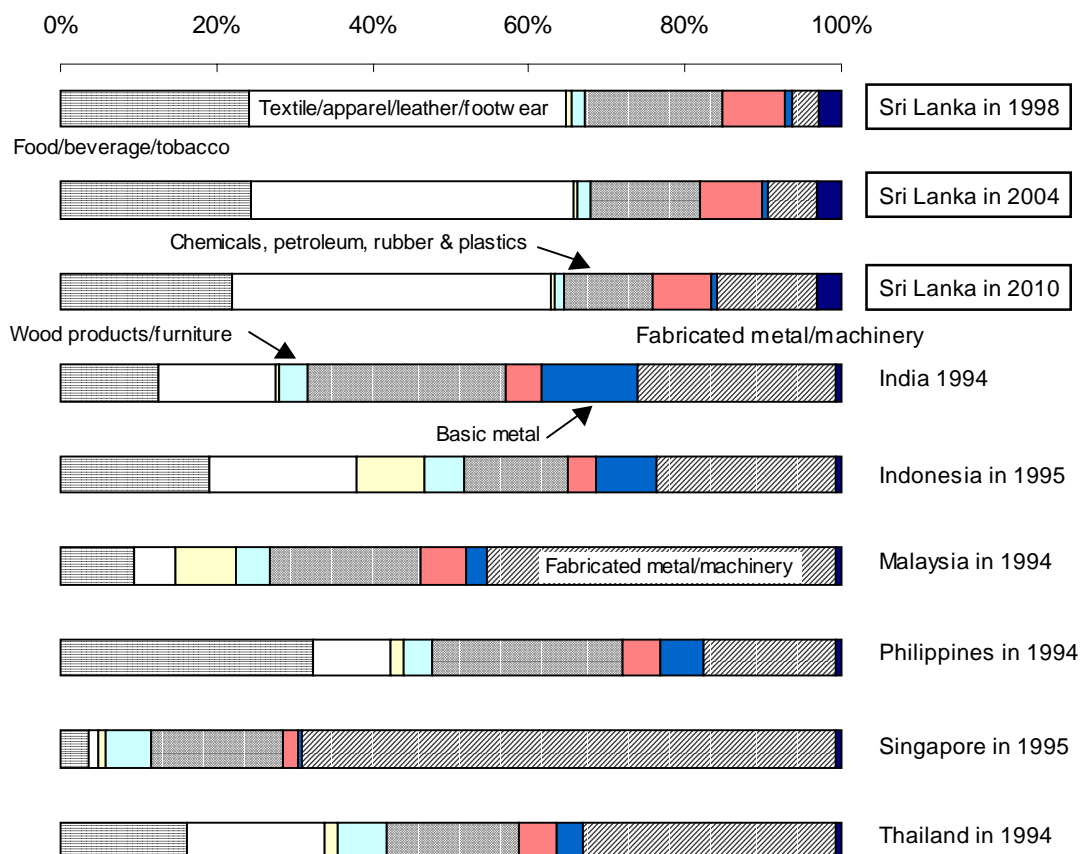 0% 20% 40% 60% 80% 100%
Textile/apparel/leather/footwear
Sri Lanka in 1998
Food/beverage/tobacco
Sri Lanka in 2004
Chemicals, petroleum, rubber & plastics
Sri Lanka in 2010
Wood products/furniture
Fabricated metal/machinery
India 1994
Basic metal
Indonesia in 1995
Fabricated metal/machinery
Malaysia in 1994
Philippines in 1994
Singapore in 1995
Thailand in 1994